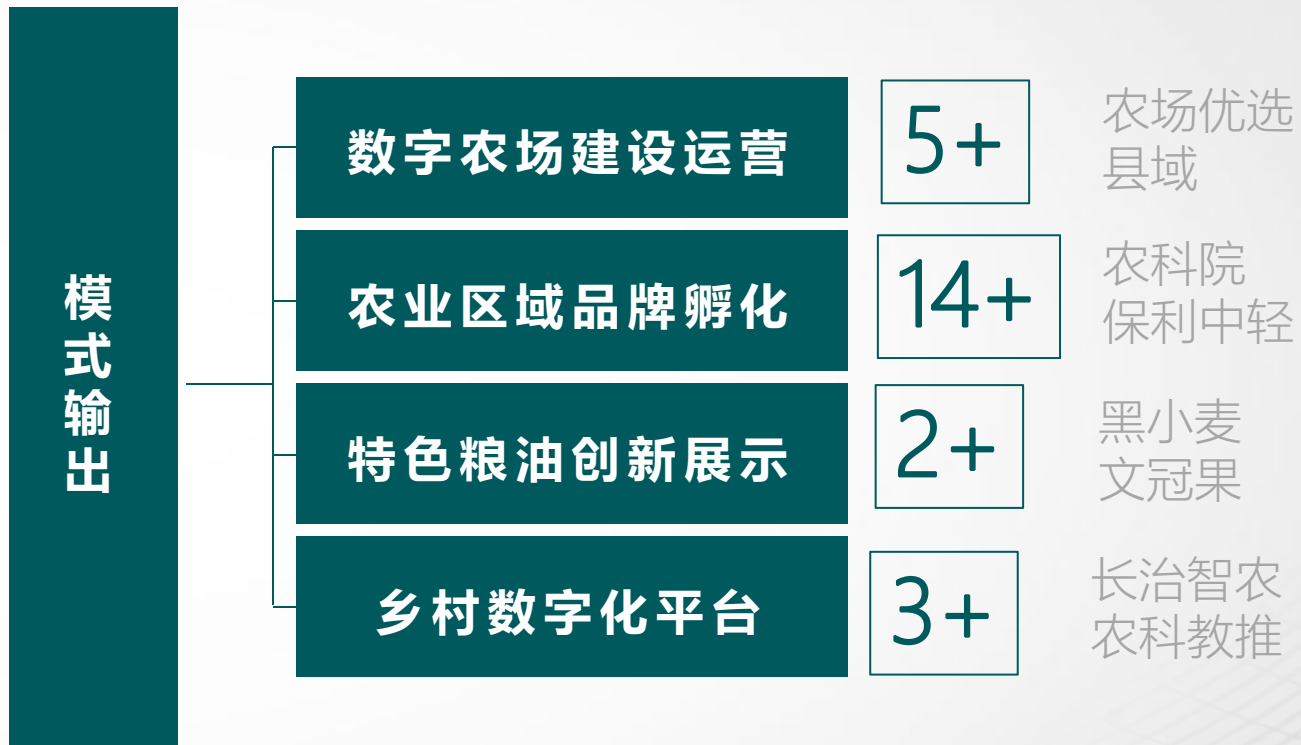 模式输出
数字农场建设运营
5+
农场优选
县域
农业区域品牌孵化
14+
农科院
保利中轻
特色粮油创新展示
2+
黑小麦
文冠果
乡村数字化平台
3+
长治智农
农科教推